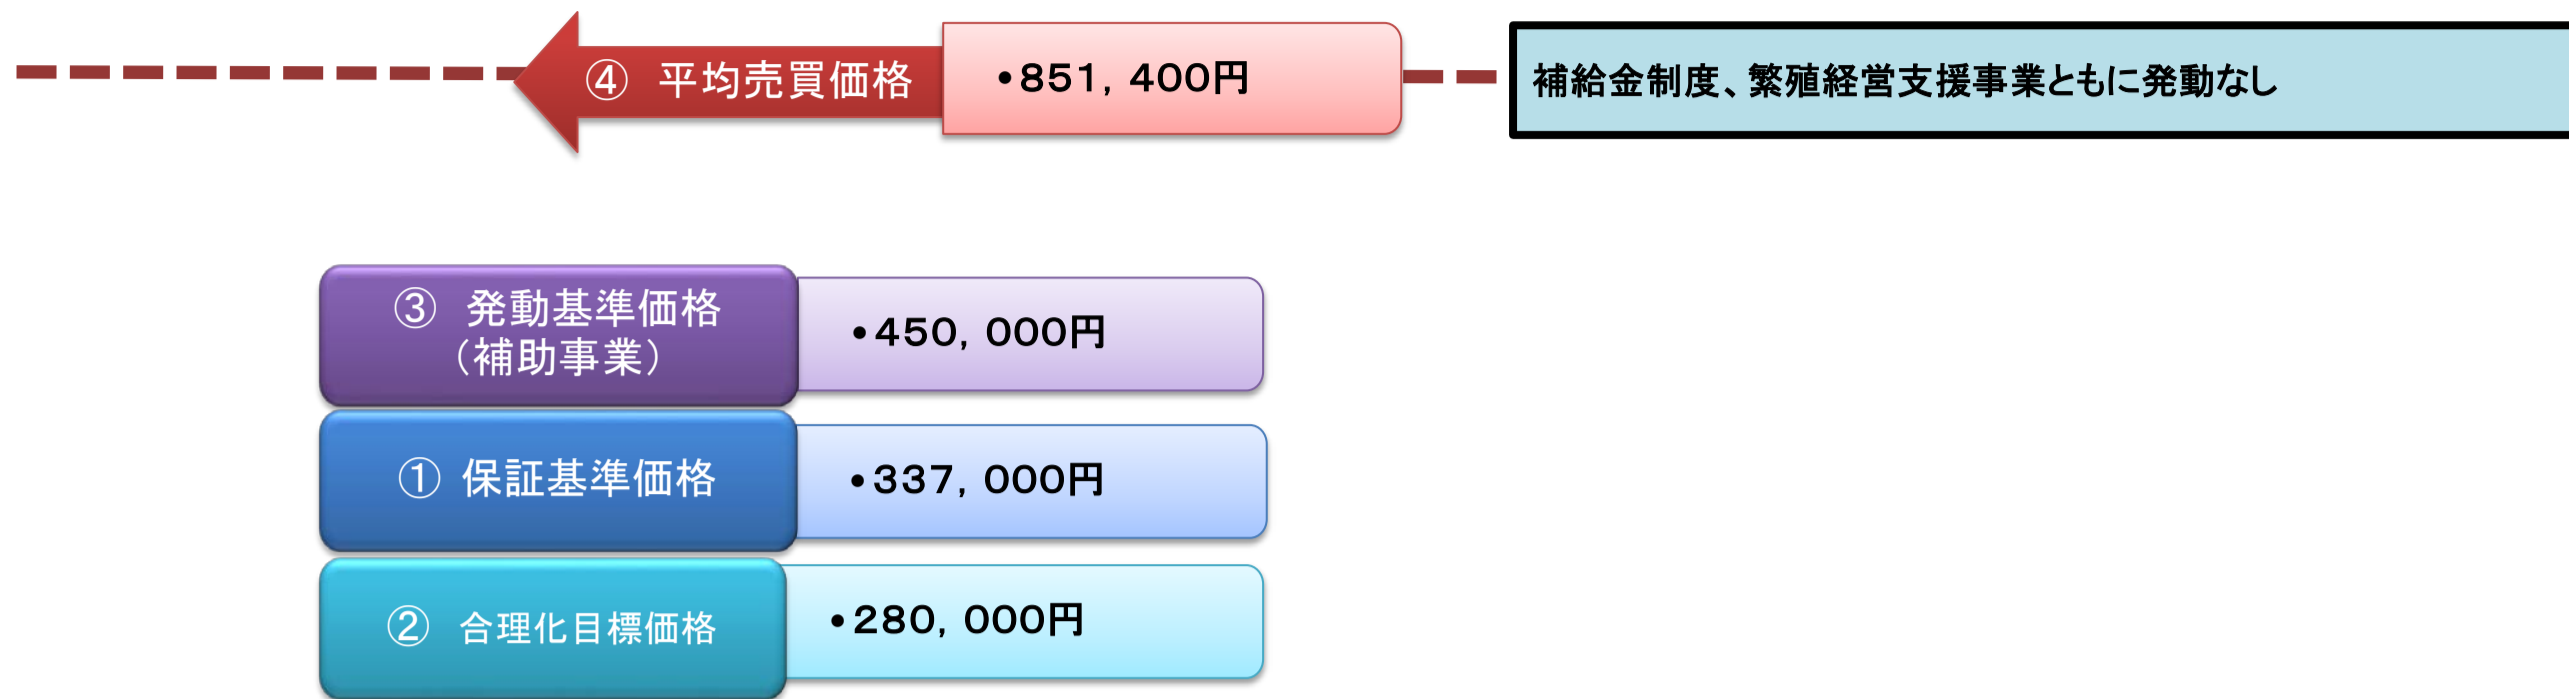 ④ 平均売買価格
•851, 400円
補給金制度、繁殖経営支援事業ともに発動なし
③ 発動基準価格
（補助事業）
•450, 000円
① 保証基準価格
•337, 000円
② 合理化目標価格
•280, 000円